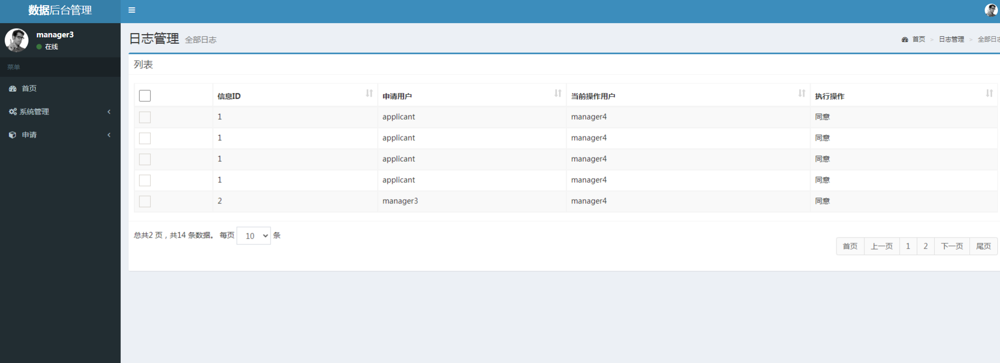 数据后台管理
manager3
在线
菜单
首页
系统管理
申请
日志管理 全部日志
首页 > 日志管理 > 全部日志
列表
信息ID 申请用户 当前操作用户 执行操作
1 applicant manager4 同意
1 applicant manager4 同意
1 applicant manager4 同意
1 applicant manager4 同意
2 manager3 manager4 同意
总共2 页，共14 条数据。 每页 10 条
首页 上一页 1 2 下一页 尾页